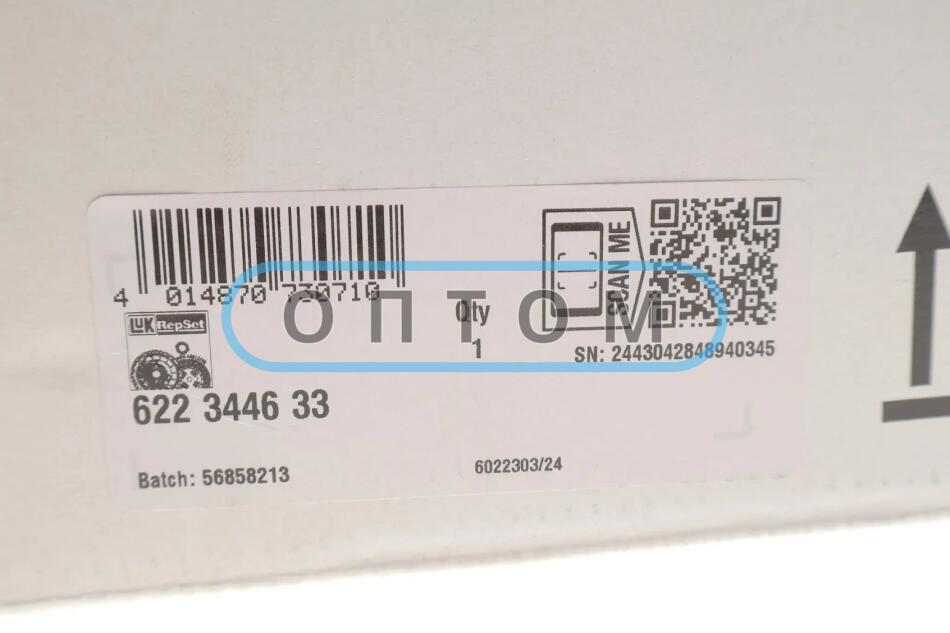 4 014870 730710
LUK RepSet
Qty
1
SCAN ME
SN: 2443042848940345
622 3446 33
Batch: 56858213
6022303/24
ОПТОМ